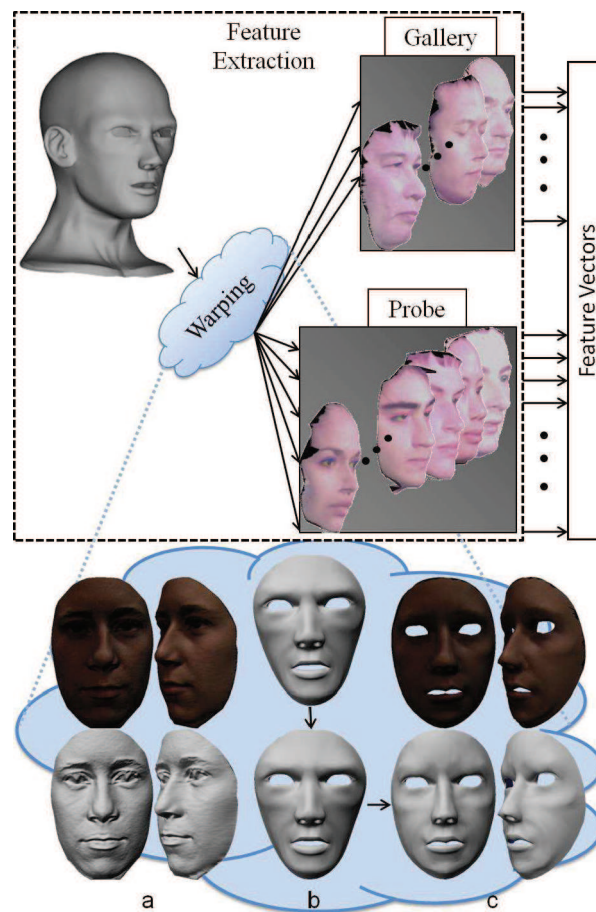 Feature
Extraction
Gallery
Warping
Probe
Feature Vectors
a b c